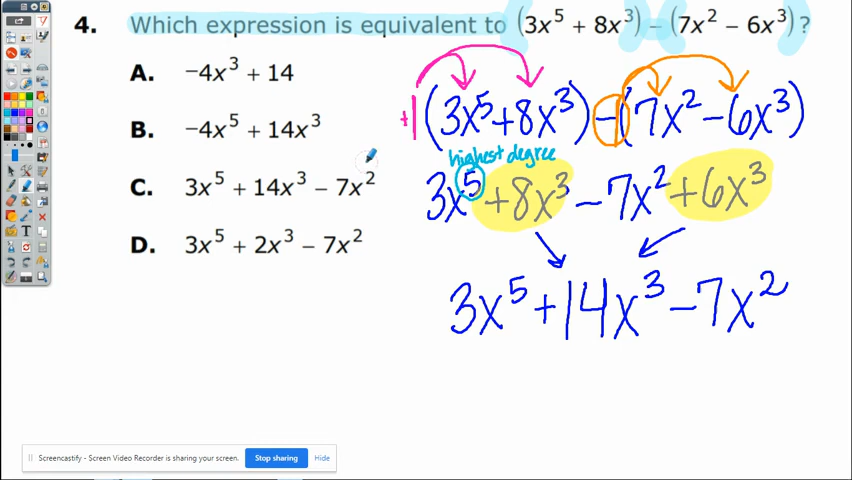 4. Which expression is equivalent to (3x⁵ + 8x³) − (7x² − 6x³)?
A. −4x³ + 14
B. −4x⁵ + 14x³
C. 3x⁵ + 14x³ − 7x²
D. 3x⁵ + 2x³ − 7x²
+1(3x⁵+8x³) −1(7x² −6x³)
highest degree
3x⁵ +8x³ −7x² +6x³
3x⁵ +14x³ −7x²
Screencastify - Screen Video Recorder is sharing your screen. Stop sharing Hide